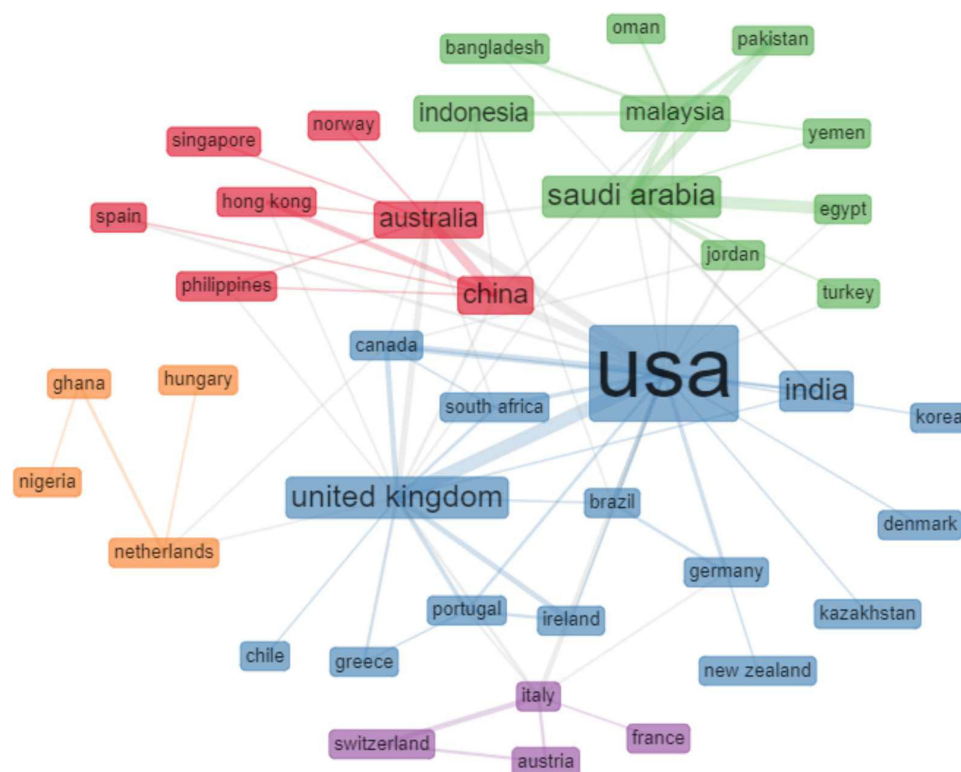 oman
pakistan
bangladesh
indonesia
malaysia
norway
yemen
singapore
saudi arabia
hong kong
egypt
spain
australia
jordan
philippines
china
turkey
canada
usa
ghana
hungary
india
south africa
korea
nigeria
united kingdom
brazil
denmark
netherlands
germany
portugal
ireland
kazakhstan
chile
greece
new zealand
italy
switzerland
france
austria